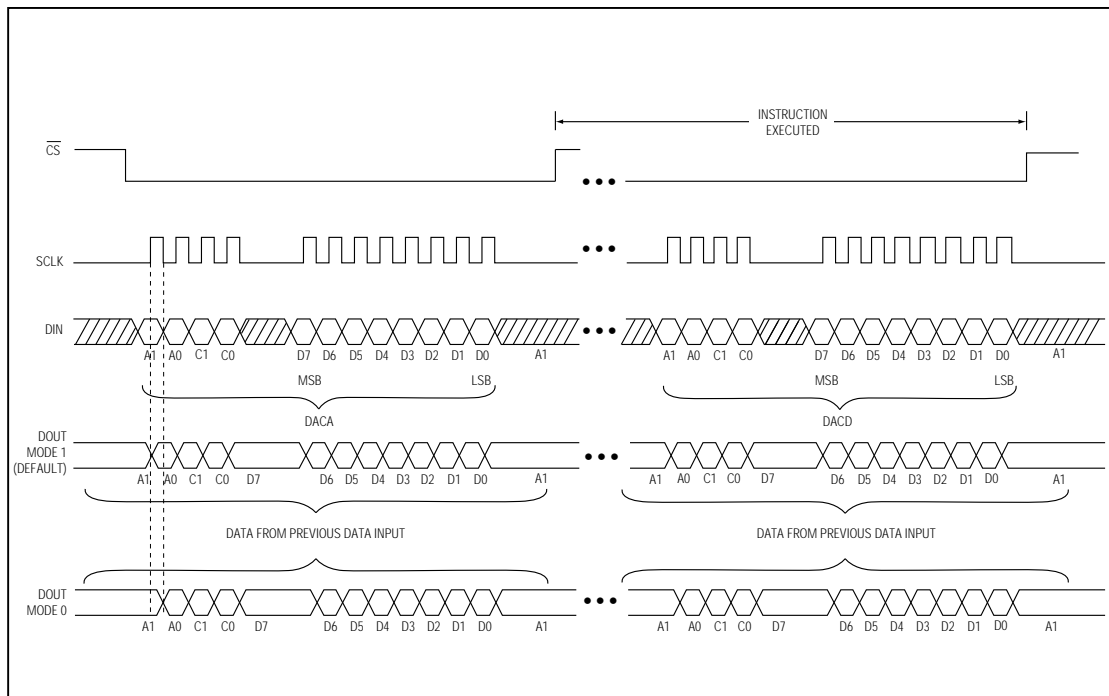 INSTRUCTION
EXECUTED
CS
SCLK
DIN
A1 A0 C1 C0 D7 D6 D5 D4 D3 D2 D1 D0 A1 A1 A0 C1 C0 D7 D6 D5 D4 D3 D2 D1 D0 A1
MSB LSB MSB LSB
DACA DACD
DOUT
MODE 1
(DEFAULT)
A1 A0 C1 C0 D7 D6 D5 D4 D3 D2 D1 D0 A1 A1 A0 C1 C0 D7 D6 D5 D4 D3 D2 D1 D0 A1
DATA FROM PREVIOUS DATA INPUT DATA FROM PREVIOUS DATA INPUT
DOUT
MODE 0
A1 A0 C1 C0 D7 D6 D5 D4 D3 D2 D1 D0 A1 A1 A0 C1 C0 D7 D6 D5 D4 D3 D2 D1 D0 A1